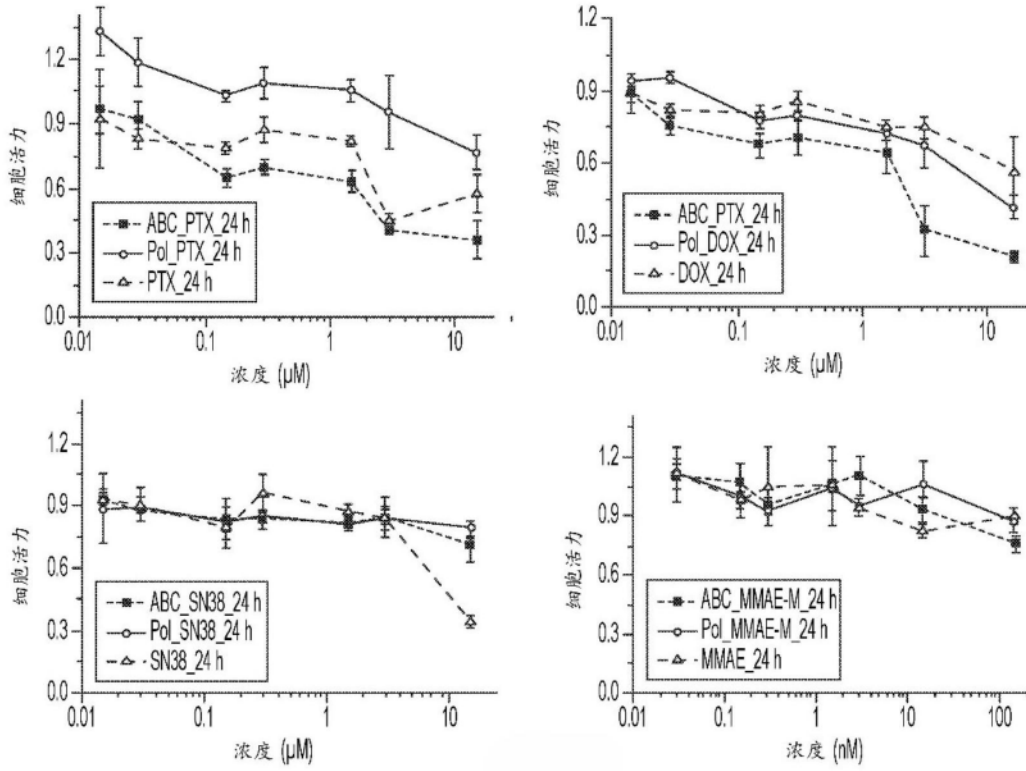 细胞活力
1.2
0.9
0.6
0.3
0.0
ABC_PTX_24 h
Pol_PTX_24 h
PTX_24 h
0.01
0.1
1
10
浓度 (µM)
细胞活力
1.2
0.9
0.6
0.3
0.0
ABC_PTX_24 h
Pol_DOX_24 h
DOX_24 h
0.01
0.1
1
10
浓度 (µM)
细胞活力
1.2
0.9
0.6
0.3
0.0
ABC_SN38_24 h
Pol_SN38_24 h
SN38_24 h
0.01
0.1
1
10
浓度 (µM)
细胞活力
1.2
0.9
0.6
0.3
0.0
ABC_MMAE-M_24 h
Pol_MMAE-M_24 h
MMAE_24 h
0.01
0.1
1
10
100
浓度 (nM)